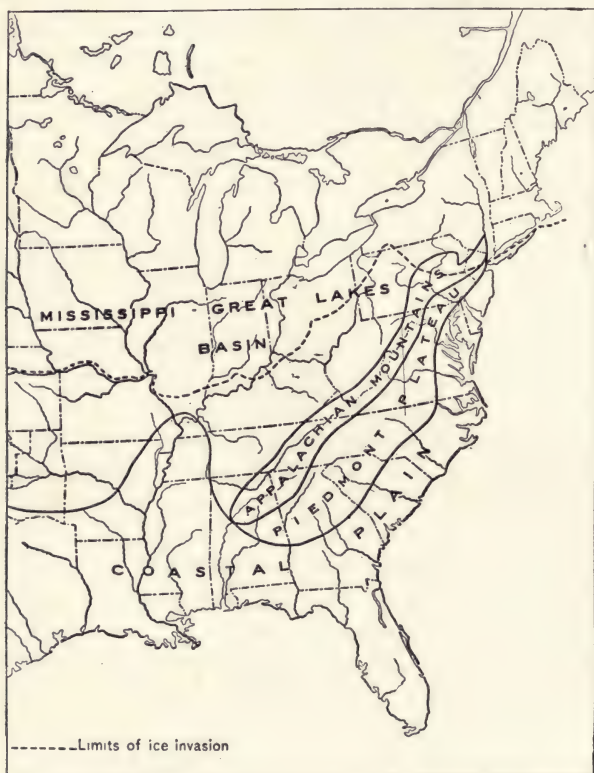 MISSISSIPPI - GREAT LAKES
BASIN
APPALACHIAN MOUNTAINS
PIEDMONT PLATEAU
COASTAL PLAIN
Limits of ice invasion